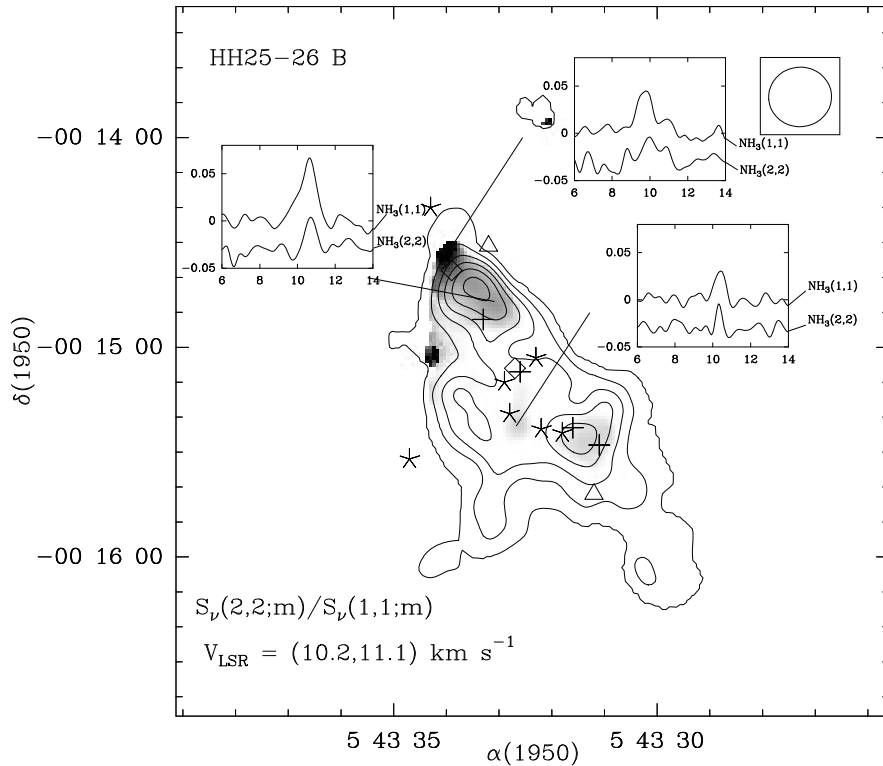 HH25−26 B
0.05
0
−0.05
6 8 10 12 14
NH₃(1,1)
NH₃(2,2)
0.05
0
−0.05
6 8 10 12 14
NH₃(1,1)
NH₃(2,2)
0.05
0
−0.05
6 8 10 12 14
NH₃(1,1)
NH₃(2,2)
−00 14 00
−00 15 00
−00 16 00
δ(1950)
S_ν(2,2;m)/S_ν(1,1;m)
V_LSR = (10.2,11.1) km s⁻¹
5 43 35
5 43 30
α(1950)